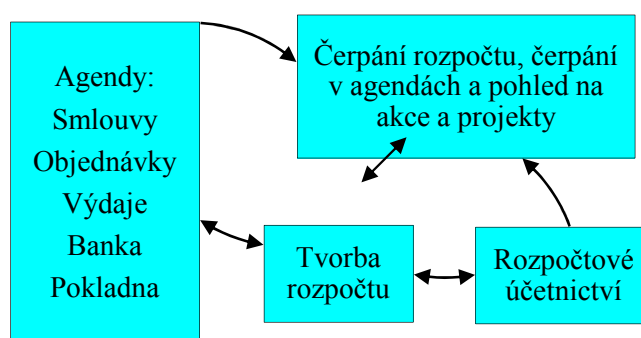 Agendy:
Smlouvy
Objednávky
Výdaje
Banka
Pokladna
Čerpání rozpočtu, čerpání
v agendách a pohled na
akce a projekty
Tvorba
rozpočtu
Rozpočtové
účetnictví